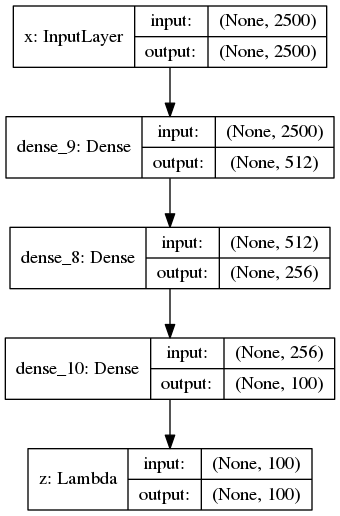 x: InputLayer
input: (None, 2500)
output: (None, 2500)
dense_9: Dense
input: (None, 2500)
output: (None, 512)
dense_8: Dense
input: (None, 512)
output: (None, 256)
dense_10: Dense
input: (None, 256)
output: (None, 100)
z: Lambda
input: (None, 100)
output: (None, 100)